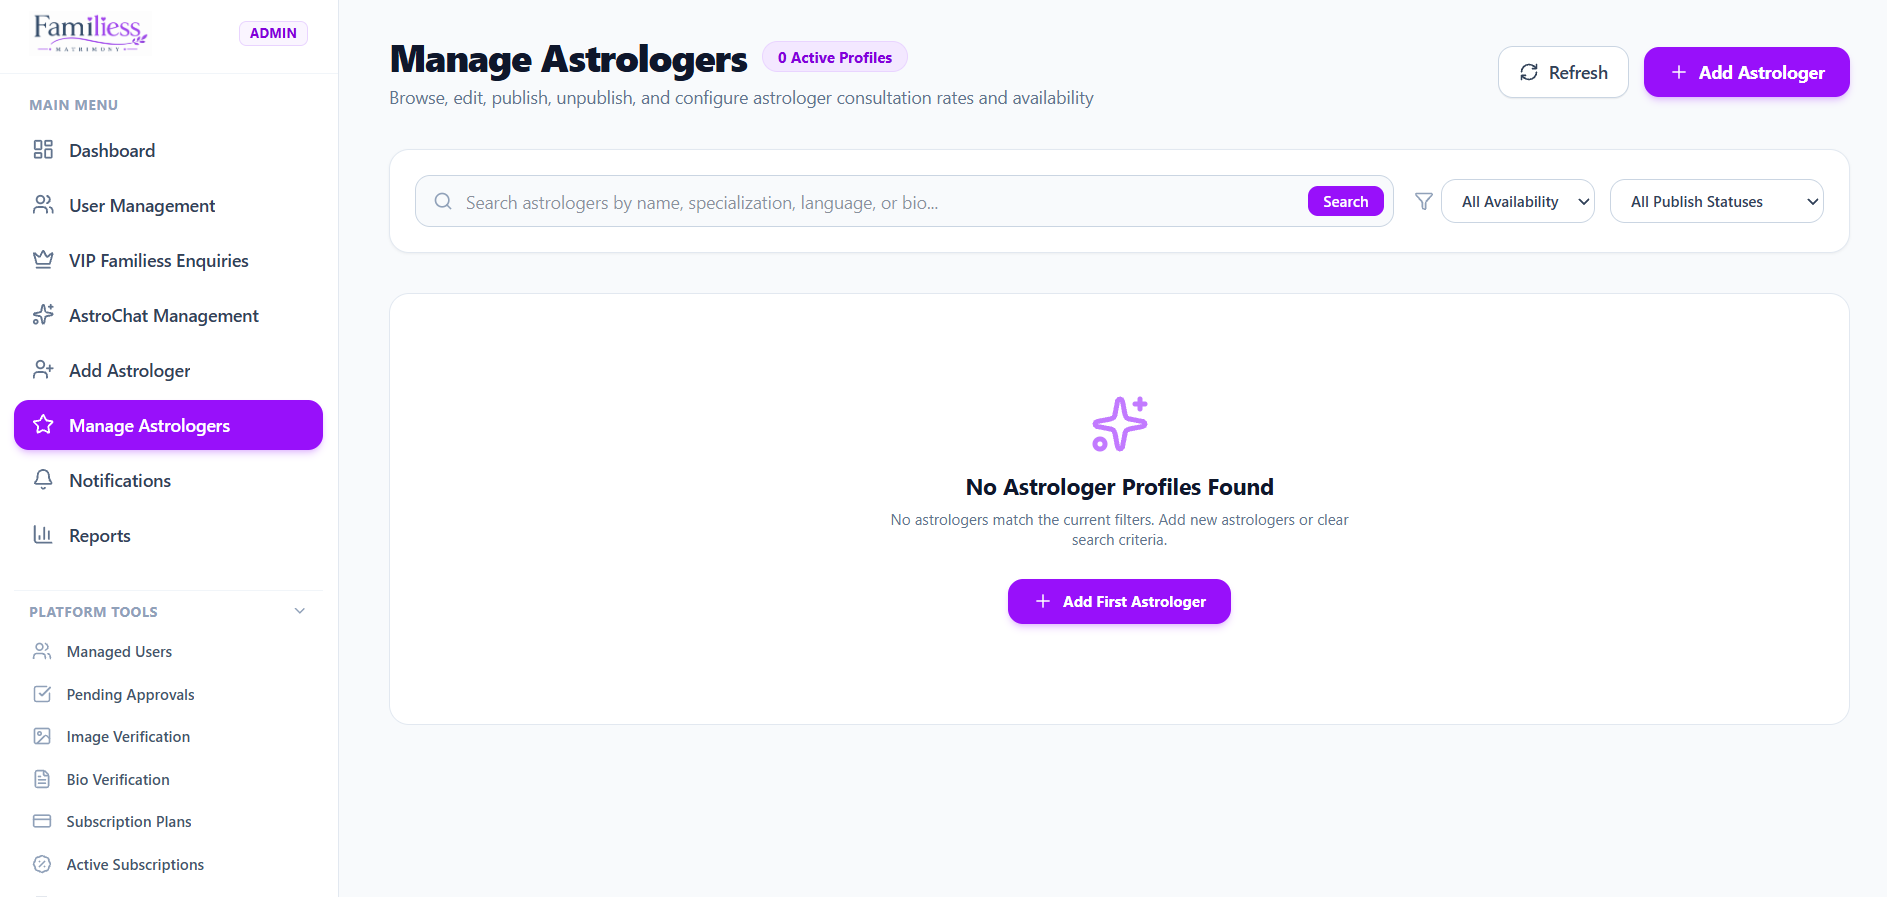 Familiess
MATRIMONY
ADMIN
MAIN MENU
Dashboard
User Management
VIP Familiess Enquiries
AstroChat Management
Add Astrologer
Manage Astrologers
Notifications
Reports
PLATFORM TOOLS
Managed Users
Pending Approvals
Image Verification
Bio Verification
Subscription Plans
Active Subscriptions
Manage Astrologers
0 Active Profiles
Browse, edit, publish, unpublish, and configure astrologer consultation rates and availability
Refresh
Add Astrologer
Search astrologers by name, specialization, language, or bio...
Search
All Availability
All Publish Statuses
No Astrologer Profiles Found
No astrologers match the current filters. Add new astrologers or clear
search criteria.
Add First Astrologer